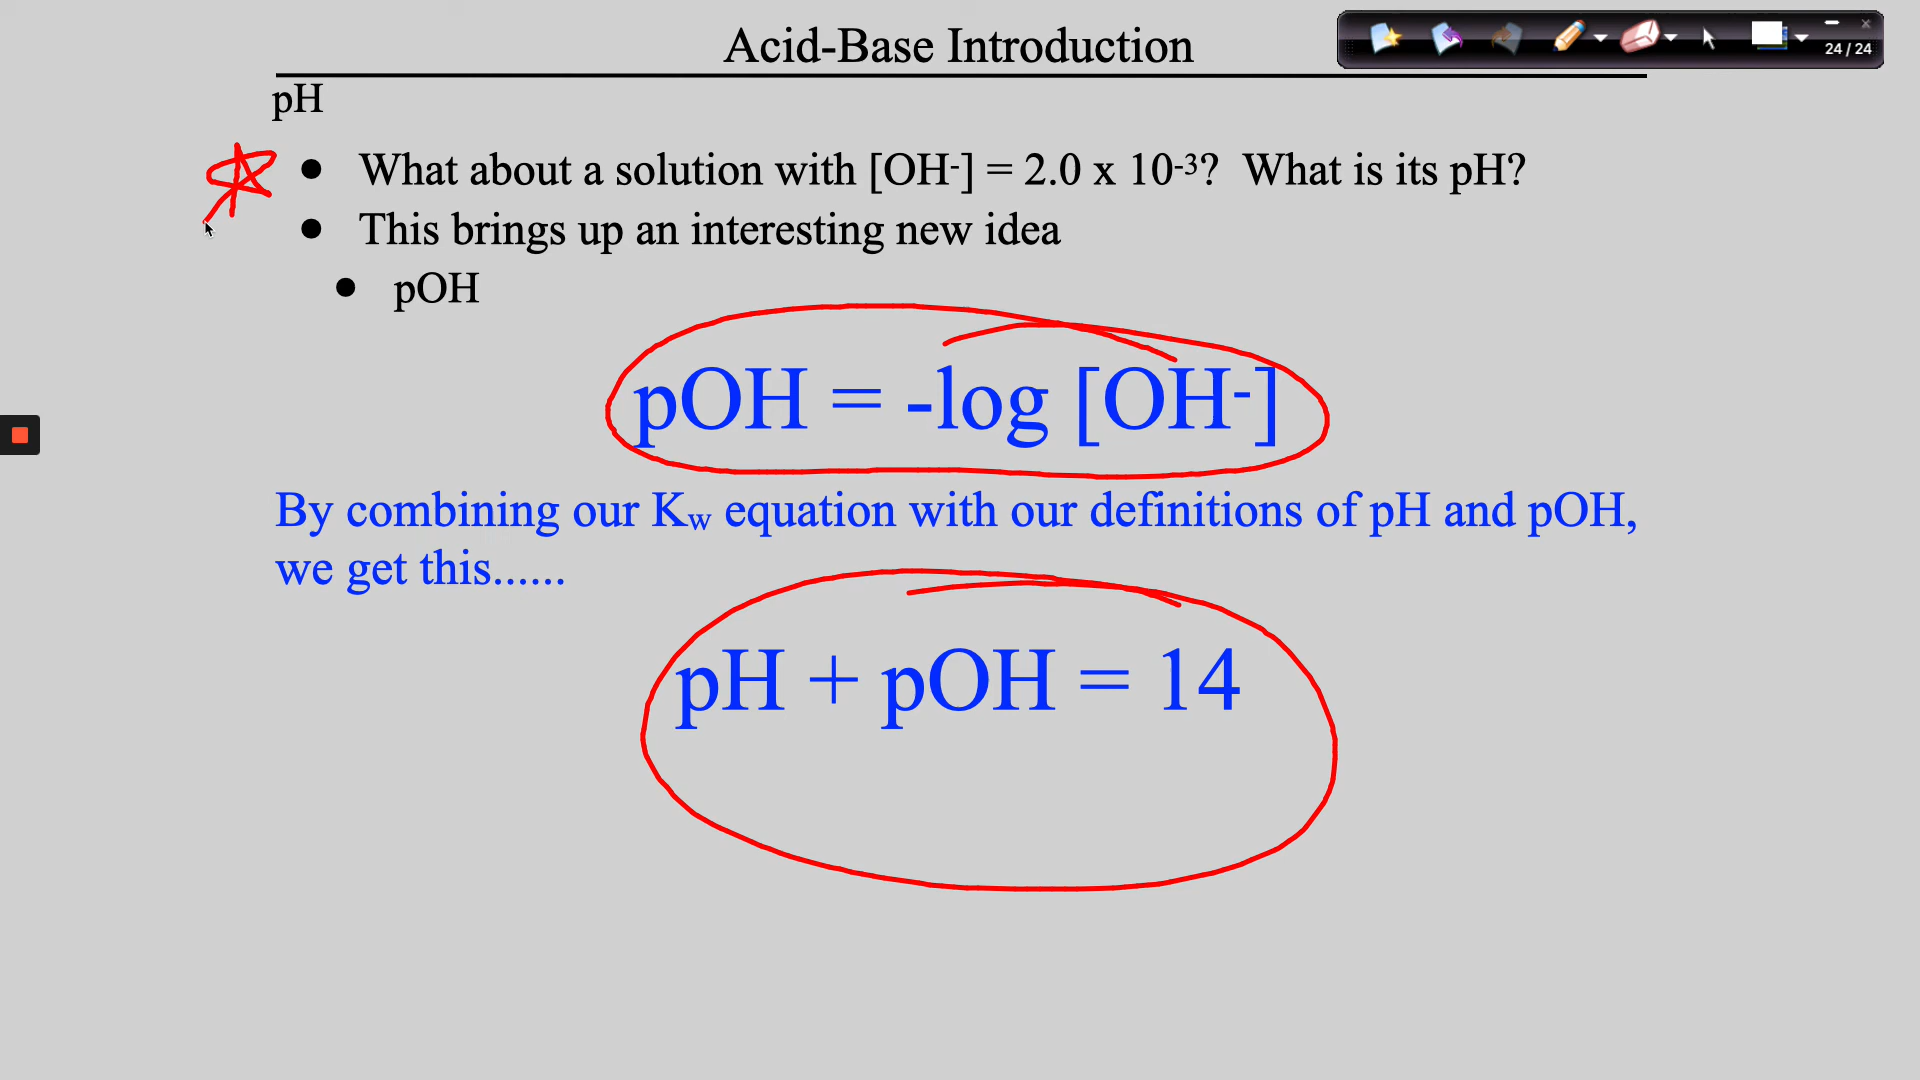 Acid-Base Introduction
24 / 24
pH
● What about a solution with [OH-] = 2.0 x 10-3? What is its pH?
● This brings up an interesting new idea
● pOH
pOH = -log [OH-]
By combining our Kw equation with our definitions of pH and pOH,
we get this......
pH + pOH = 14